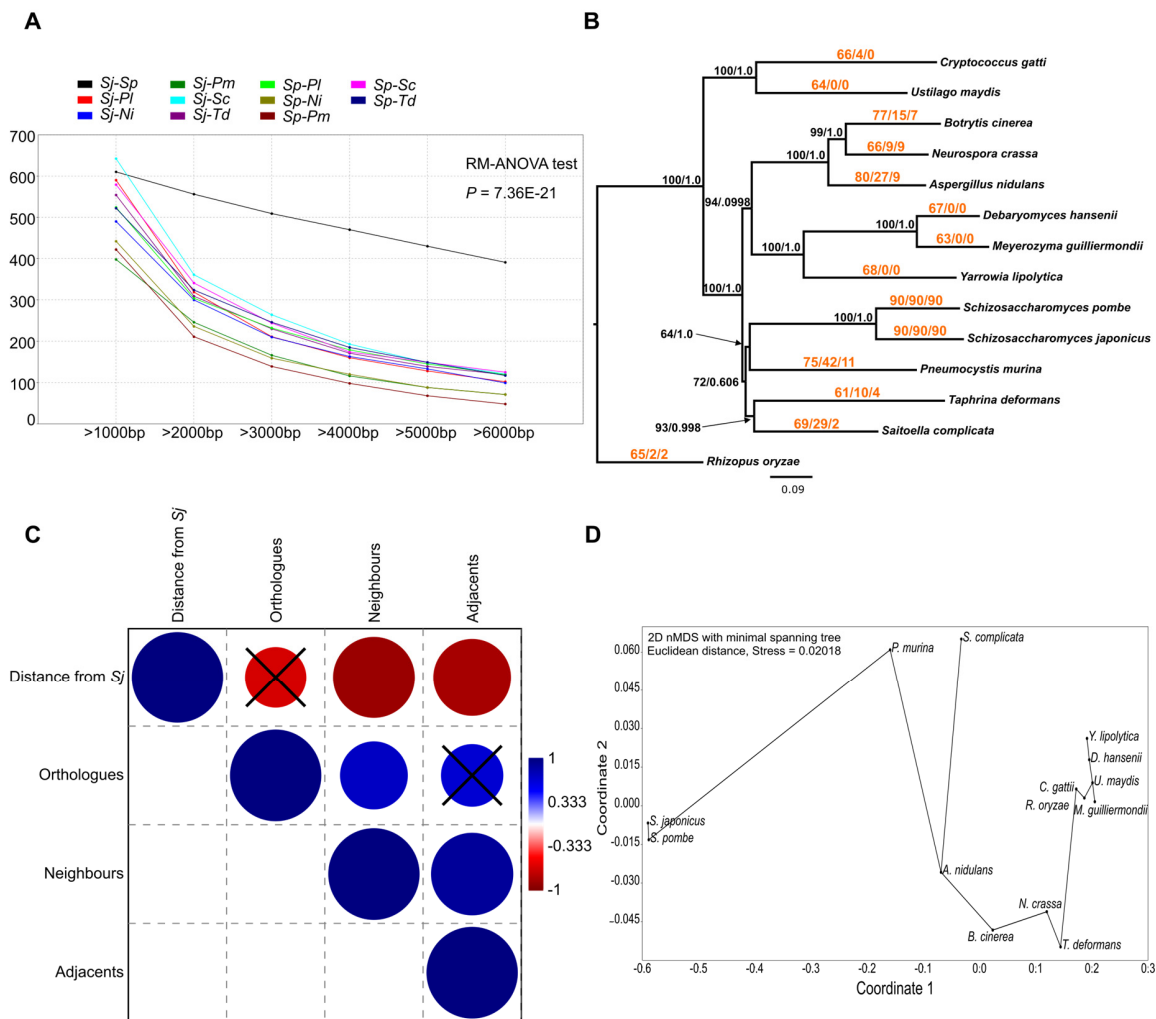 A
Sj-Sp
Sj-Pl
Sj-Ni
Sj-Pm
Sj-Sc
Sj-Td
Sp-Pl
Sp-Ni
Sp-Pm
Sp-Sc
Sp-Td
700
600
500
400
300
200
100
0
RM-ANOVA test
P = 7.36E-21
>1000bp
>2000bp
>3000bp
>4000bp
>5000bp
>6000bp
B
66/4/0
Cryptococcus gatti
100/1.0
64/0/0
Ustilago maydis
77/15/7
Botrytis cinerea
99/1.0
66/9/9
Neurospora crassa
100/1.0
80/27/9
Aspergillus nidulans
100/1.0
94/.0998
67/0/0
Debaryomyces hansenii
100/1.0
63/0/0
Meyerozyma guilliermondii
100/1.0
68/0/0
Yarrowia lipolytica
100/1.0
90/90/90
Schizosaccharomyces pombe
100/1.0
90/90/90
Schizosaccharomyces japonicus
64/1.0
75/42/11
Pneumocystis murina
72/0.606
61/10/4
Taphrina deformans
93/0.998
69/29/2
Saitoella complicata
65/2/2
Rhizopus oryzae
0.09
C
Distance from Sj
Orthologues
Neighbours
Adjacents
Distance from Sj
Orthologues
Neighbours
Adjacents
1
0.333
-0.333
-1
D
2D nMDS with minimal spanning tree
Euclidean distance, Stress = 0.02018
Coordinate 2
0.060
0.045
0.030
0.015
0.000
-0.015
-0.030
-0.045
P. murina
S. complicata
Y. lipolytica
D. hansenii
U. maydis
C. gattii
R. oryzae
M. guilliermondii
S. japonicus
S. pombe
A. nidulans
N. crassa
B. cinerea
T. deformans
-0.6
-0.5
-0.4
-0.3
-0.2
-0.1
0.0
0.1
0.2
0.3
Coordinate 1